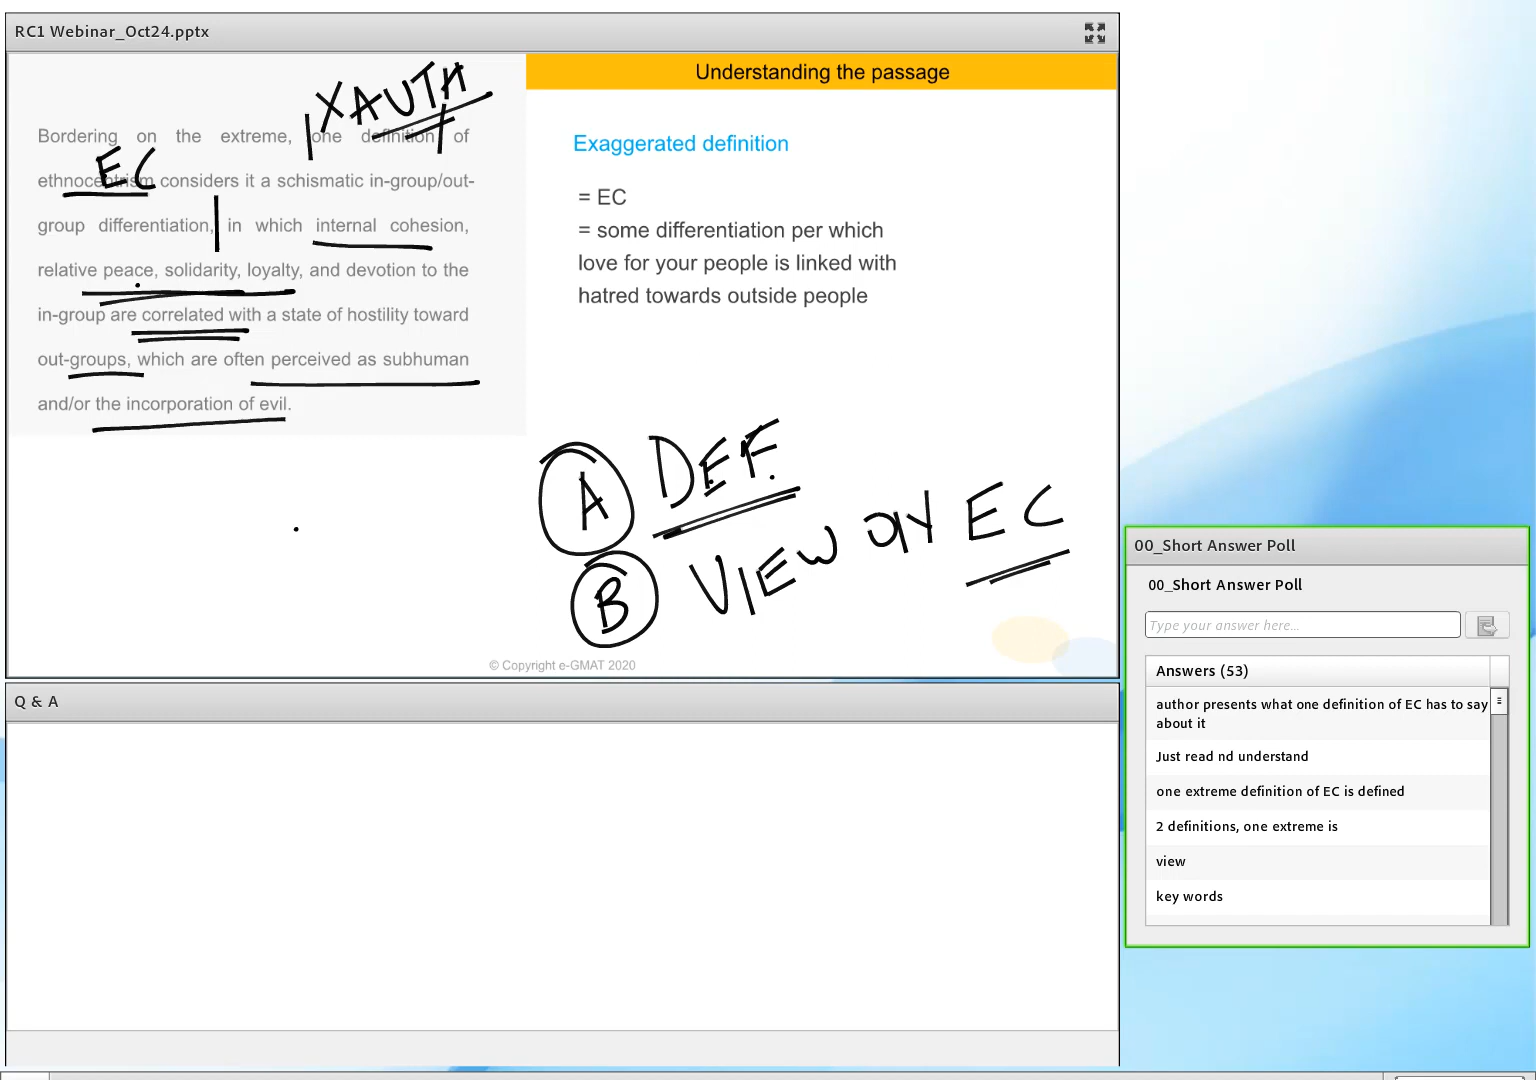 RC1 Webinar_Oct24.pptx
XAUTH
Bordering on the extreme, one definition of
EC
ethnocentrism considers it a schismatic in-group/out-
group differentiation, in which internal cohesion,
relative peace, solidarity, loyalty, and devotion to the
in-group are correlated with a state of hostility toward
out-groups, which are often perceived as subhuman
and/or the incorporation of evil.
Understanding the passage
Exaggerated definition
= EC
= some differentiation per which
love for your people is linked with
hatred towards outside people
A DEF.
B VIEW ON EC
© Copyright e-GMAT 2020
Q & A
00_Short Answer Poll
00_Short Answer Poll
Type your answer here...
Answers (53)
author presents what one definition of EC has to say
about it
Just read nd understand
one extreme definition of EC is defined
2 definitions, one extreme is
view
key words